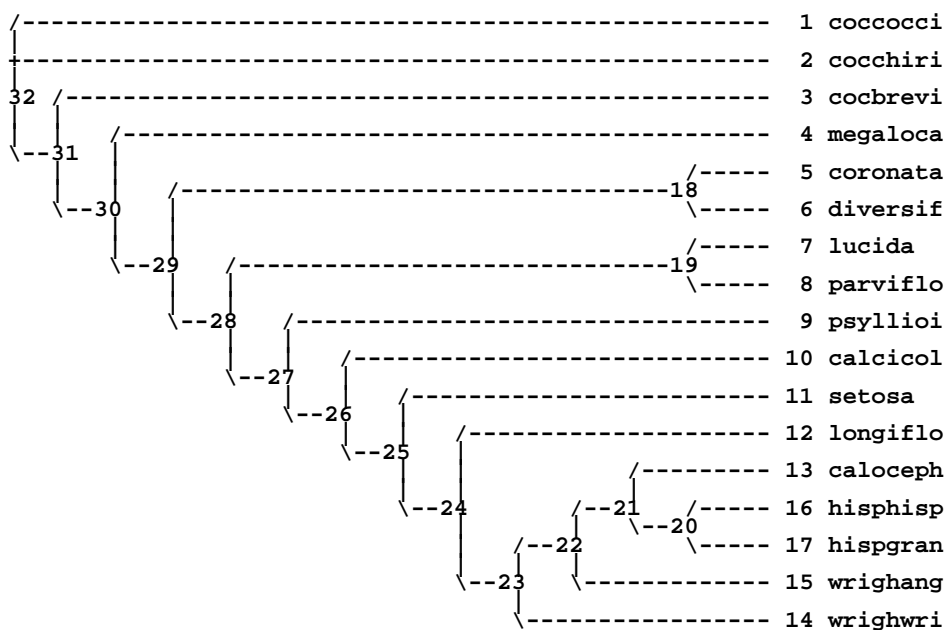 1 coccocci
2 cocchiri
32 3 cocbrevi
4 megaloca
31
5 coronata
18
30 6 diversif
7 lucida
29 19
8 parviflo
28 9 psyllioi
10 calcicol
27
11 setosa
26
12 longiflo
25
13 caloceph
24 21 16 hisphisp
20
22 17 hispgran
23 15 wrighang
14 wrighwri